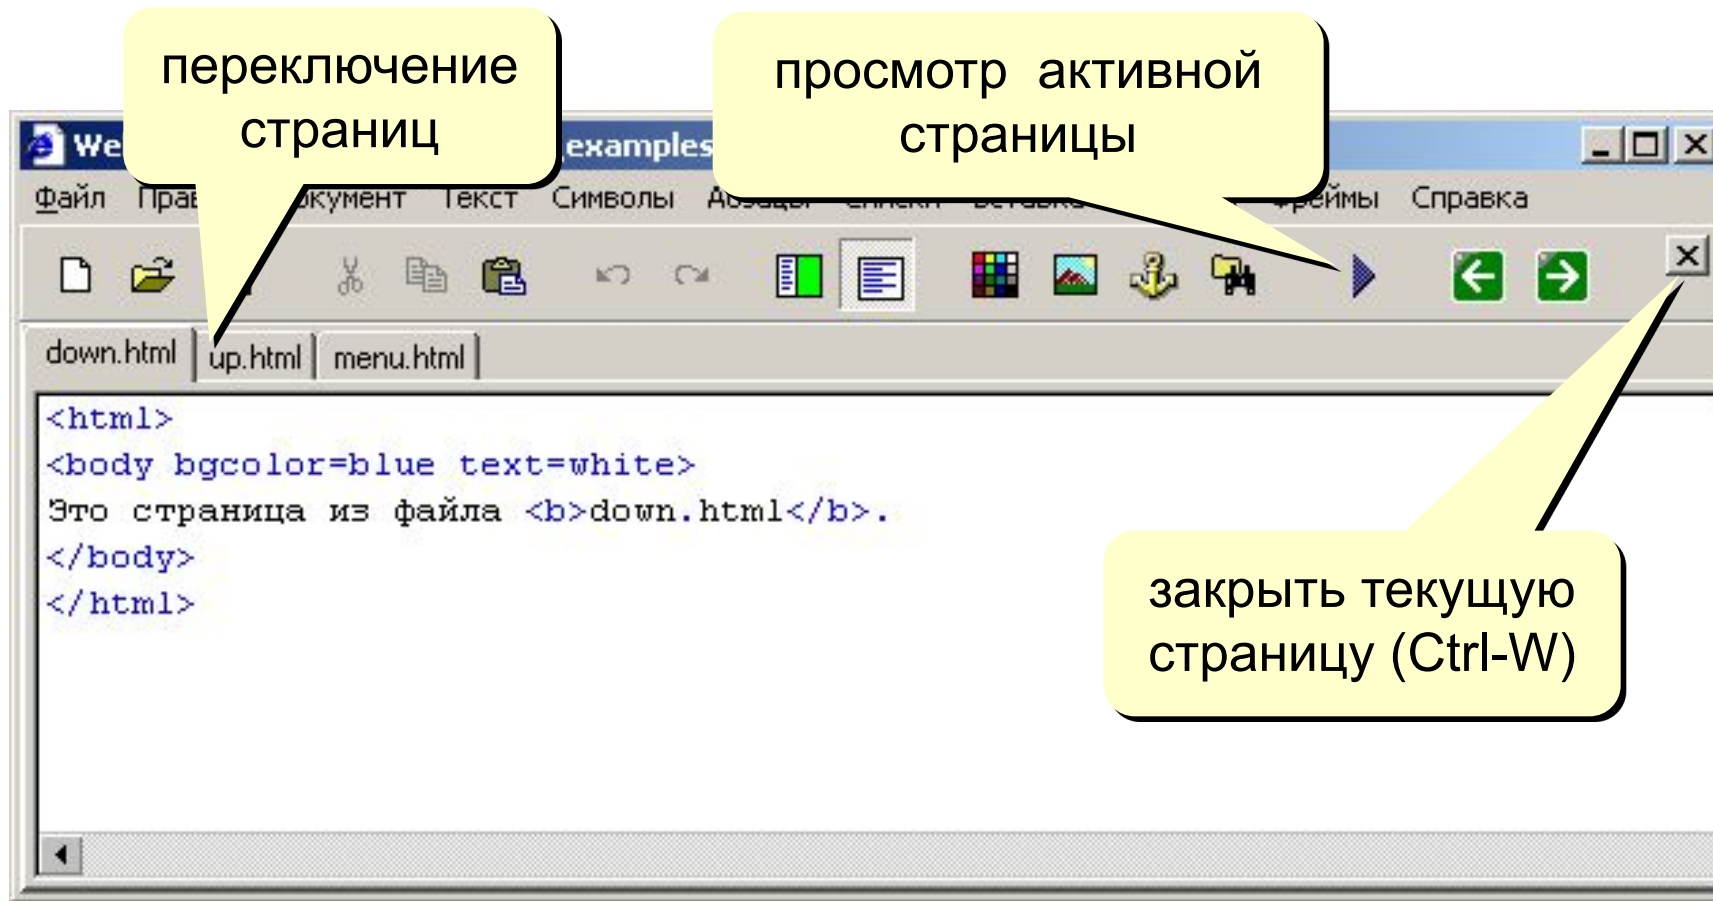 переключение
страниц
просмотр активной
страницы
We
examples
Файл Текст Символы Фреймы Справка
down.html up.html menu.html
<html>
<body bgcolor=blue text=white>
Это страница из файла <b>down.html</b>.
</body>
</html>
закрыть текущую
страницу (Ctrl-W)